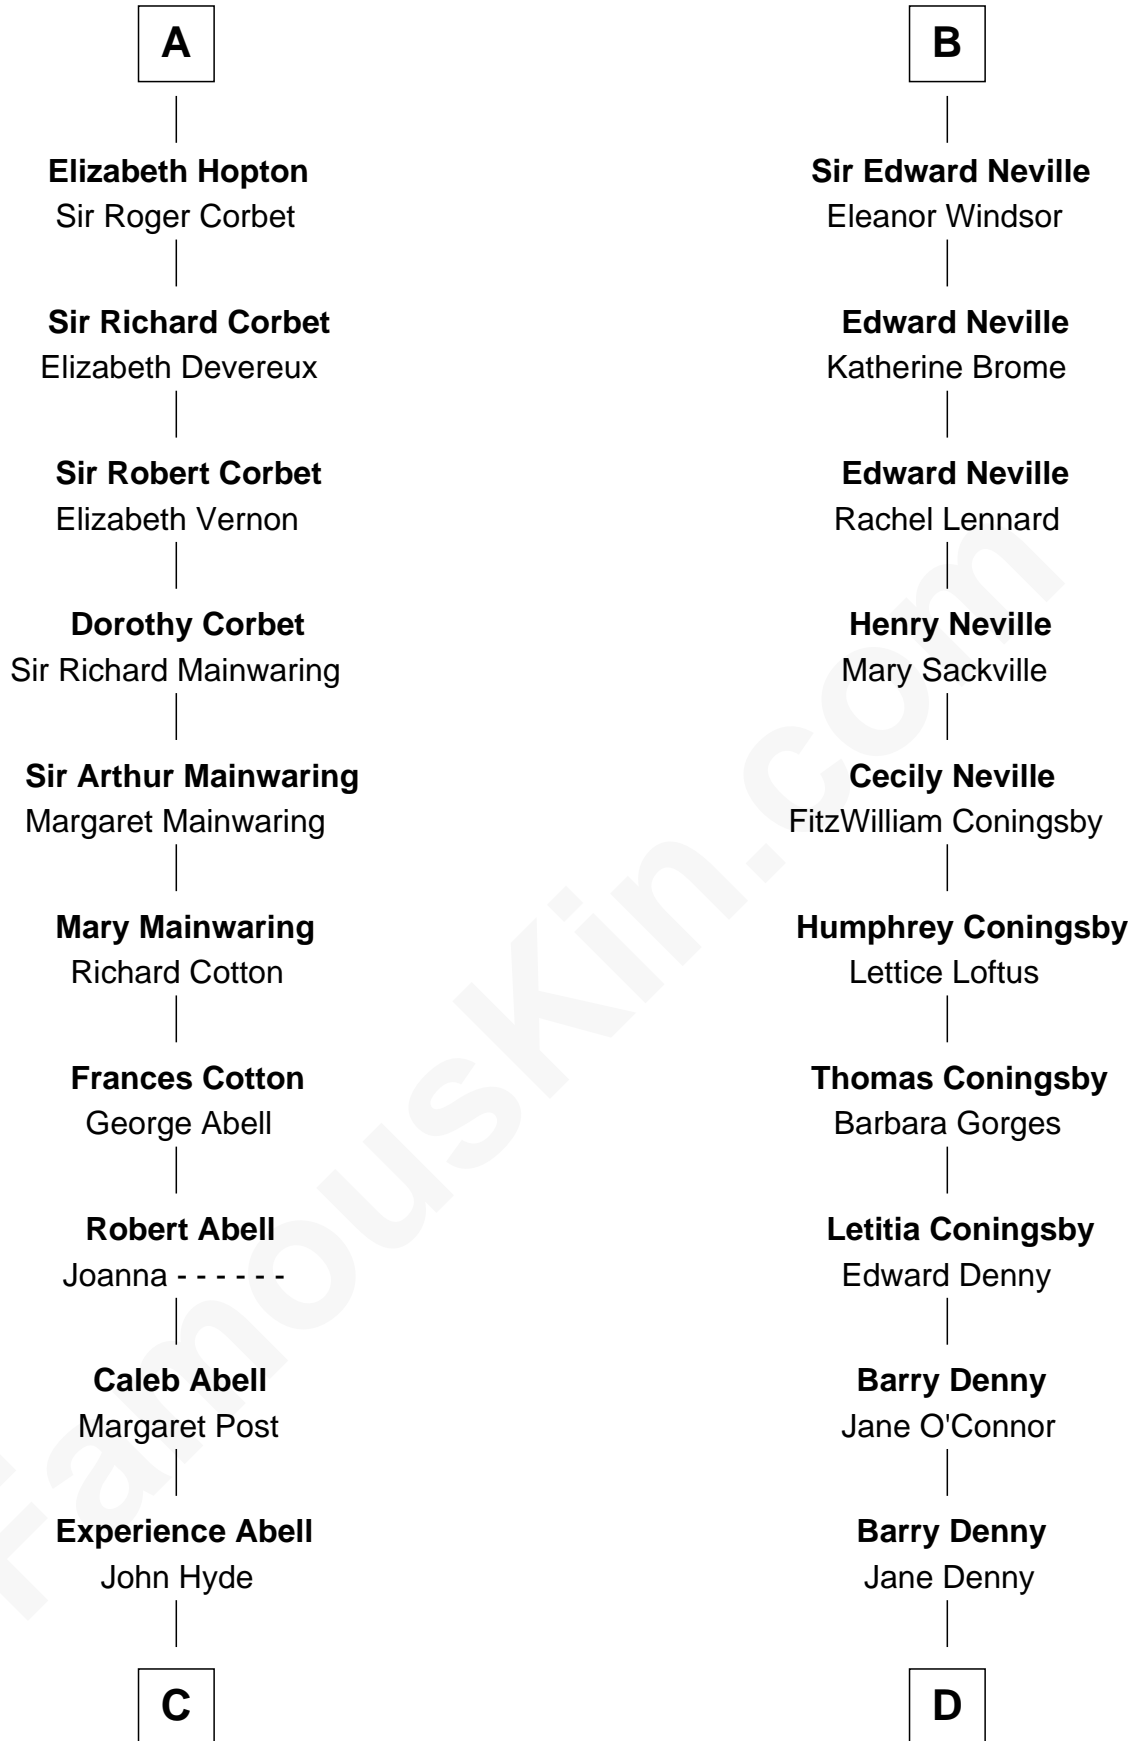 A
Elizabeth Hopton
Sir Roger Corbet
Sir Richard Corbet
Elizabeth Devereux
Sir Robert Corbet
Elizabeth Vernon
Dorothy Corbet
Sir Richard Mainwaring
Sir Arthur Mainwaring
Margaret Mainwaring
Mary Mainwaring
Richard Cotton
Frances Cotton
George Abell
Robert Abell
Joanna - - - - - -
Caleb Abell
Margaret Post
Experience Abell
John Hyde
C
B
Sir Edward Neville
Eleanor Windsor
Edward Neville
Katherine Brome
Edward Neville
Rachel Lennard
Henry Neville
Mary Sackville
Cecily Neville
FitzWilliam Coningsby
Humphrey Coningsby
Lettice Loftus
Thomas Coningsby
Barbara Gorges
Letitia Coningsby
Edward Denny
Barry Denny
Jane O'Connor
Barry Denny
Jane Denny
D
FamousKin.com